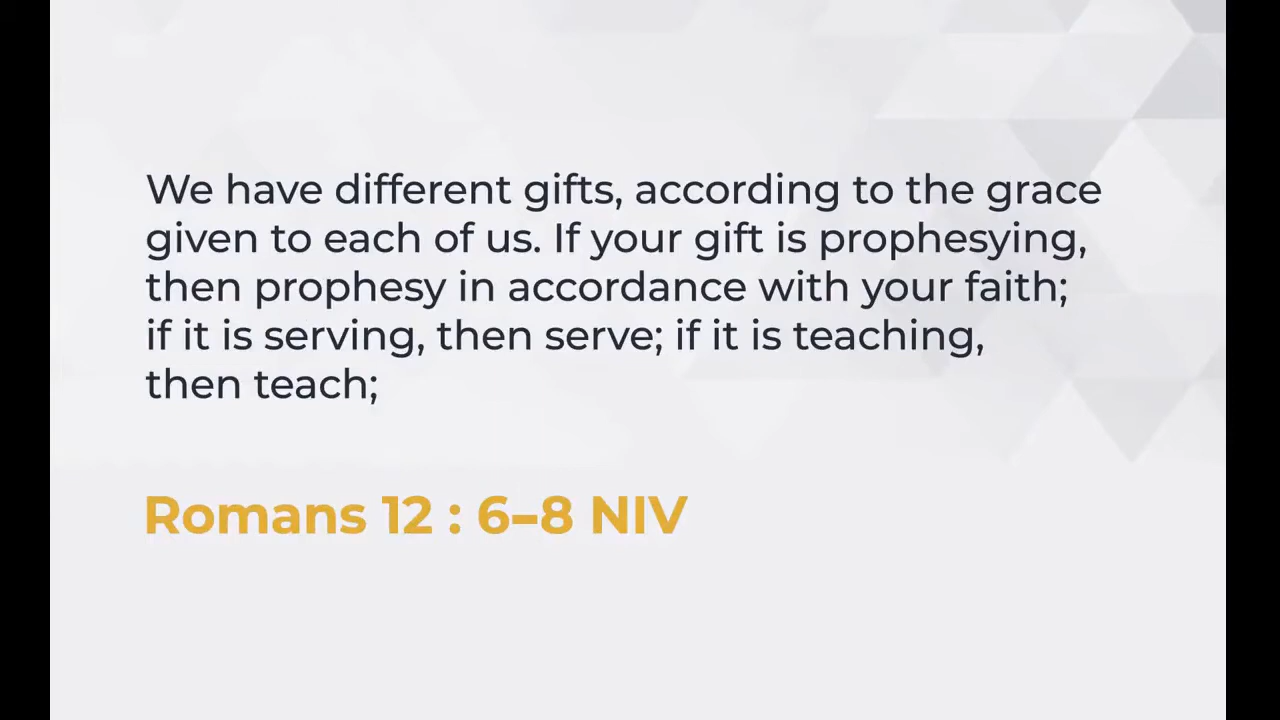 We have different gifts, according to the grace
given to each of us. If your gift is prophesying,
then prophesy in accordance with your faith;
if it is serving, then serve; if it is teaching,
then teach;
Romans 12 : 6–8 NIV